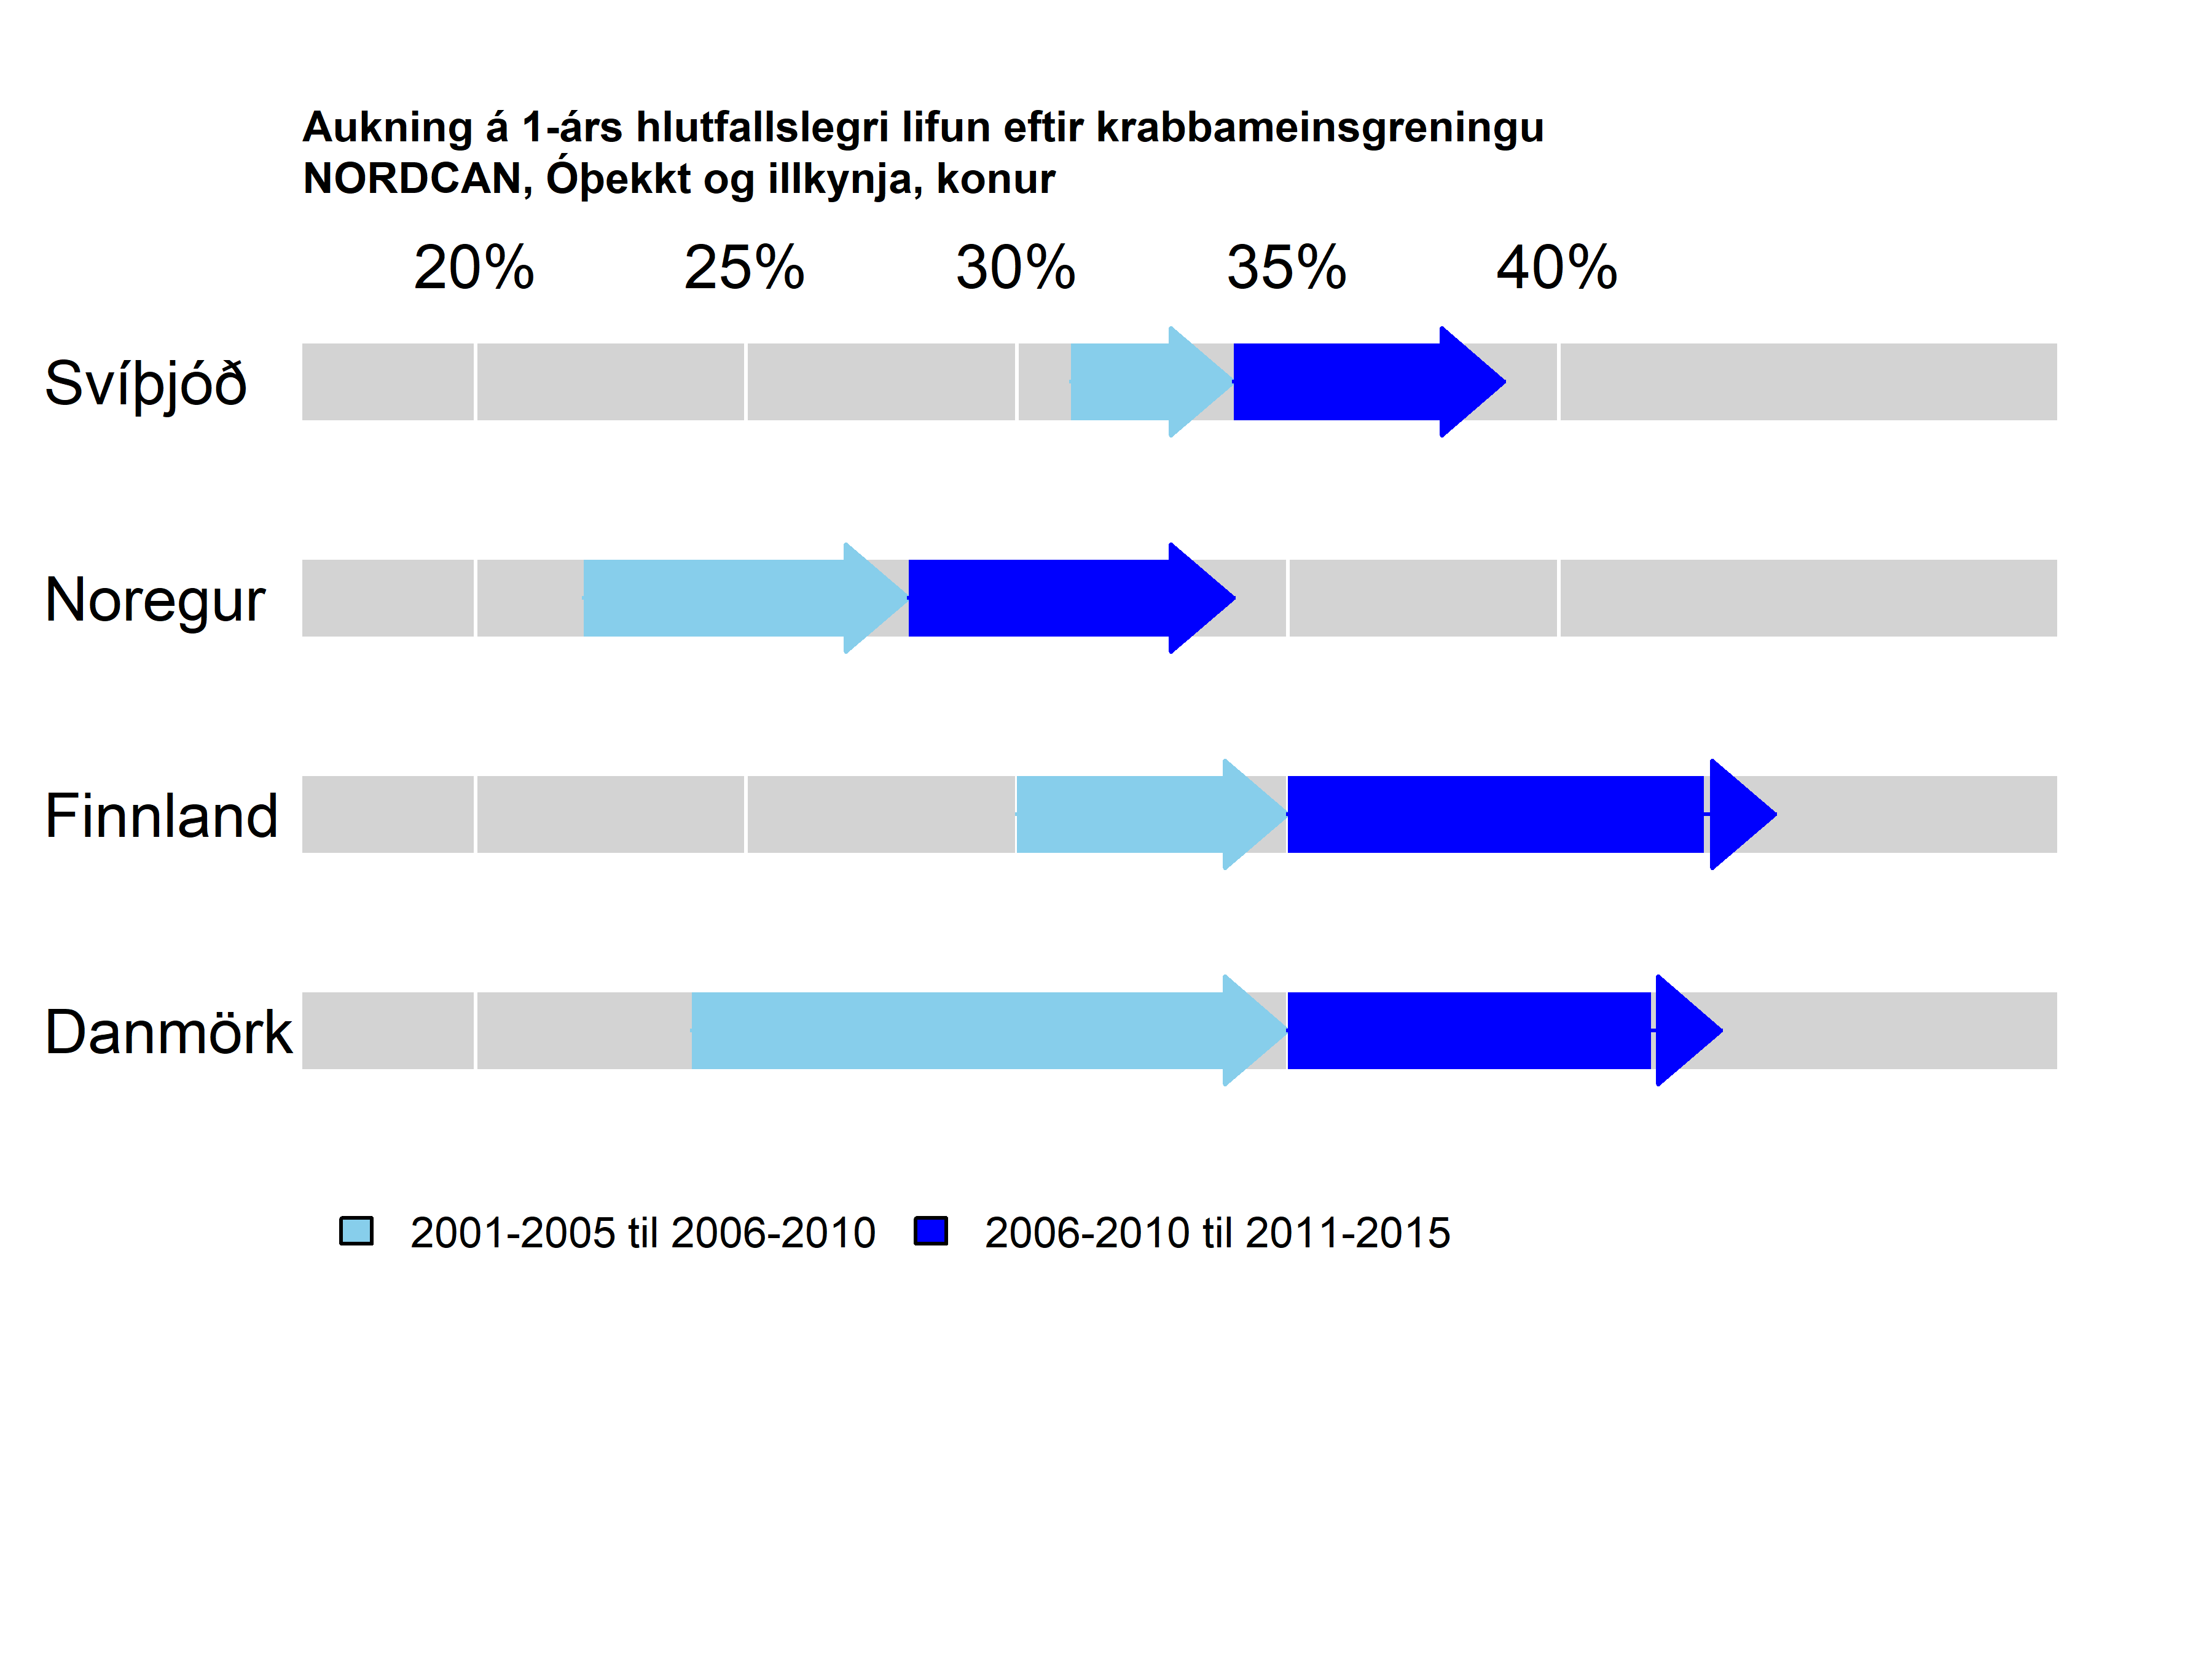 Aukning á 1-árs hlutfallslegri lifun eftir krabbameinsgreningu
NORDCAN, Óþekkt og illkynja, konur
20% 25% 30% 35% 40%
Svíþjóð
Noregur
Finnland
Danmörk
2001-2005 til 2006-2010 2006-2010 til 2011-2015